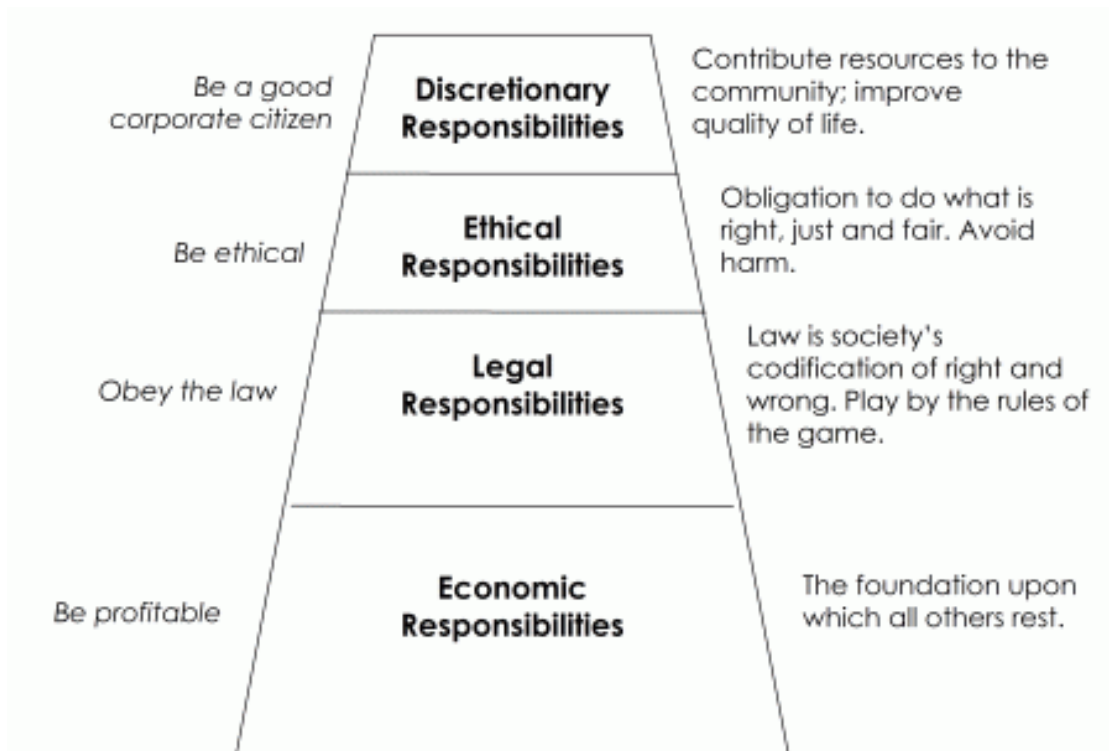 Be a good
corporate citizen
Discretionary
Responsibilities
Contribute resources to the
community; improve
quality of life.
Be ethical
Ethical
Responsibilities
Obligation to do what is
right, just and fair. Avoid
harm.
Obey the law
Legal
Responsibilities
Law is society's
codification of right and
wrong. Play by the rules of
the game.
Be profitable
Economic
Responsibilities
The foundation upon
which all others rest.